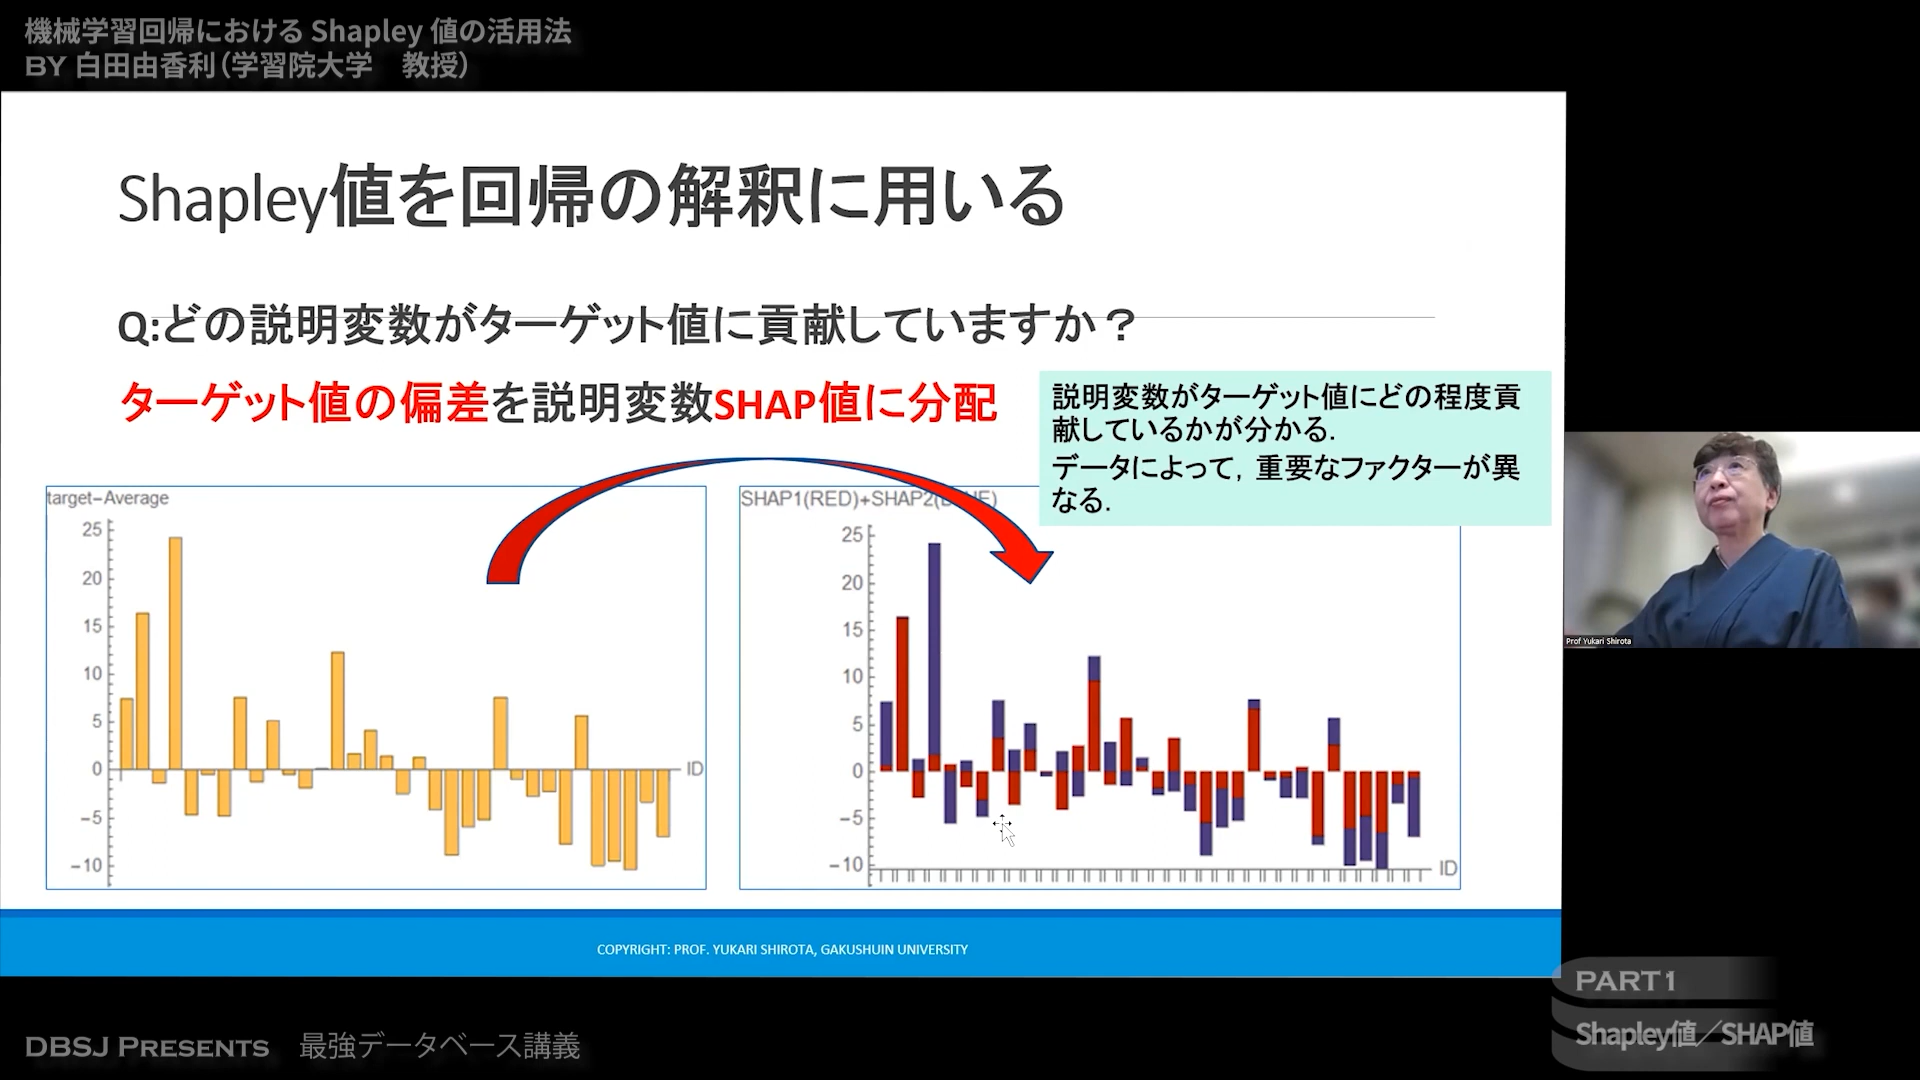 機械学習回帰における Shapley 値の活用法
BY 白田由香利(学習院大学　教授)
Shapley値を回帰の解釈に用いる
Q:どの説明変数がターゲット値に貢献していますか？
ターゲット値の偏差を説明変数SHAP値に分配
説明変数がターゲット値にどの程度貢
献しているかが分かる.
データによって, 重要なファクターが異
なる.
target-Average
25
20
15
10
5
0
-5
-10
ID
SHAP1(RED)+SHAP2(BLUE)
25
20
15
10
5
0
-5
-10
ID
Prof Yukari Shirota
COPYRIGHT: PROF. YUKARI SHIROTA, GAKUSHUIN UNIVERSITY
PART1
Shapley値／SHAP値
DBSJ PRESENTS　最強データベース講義